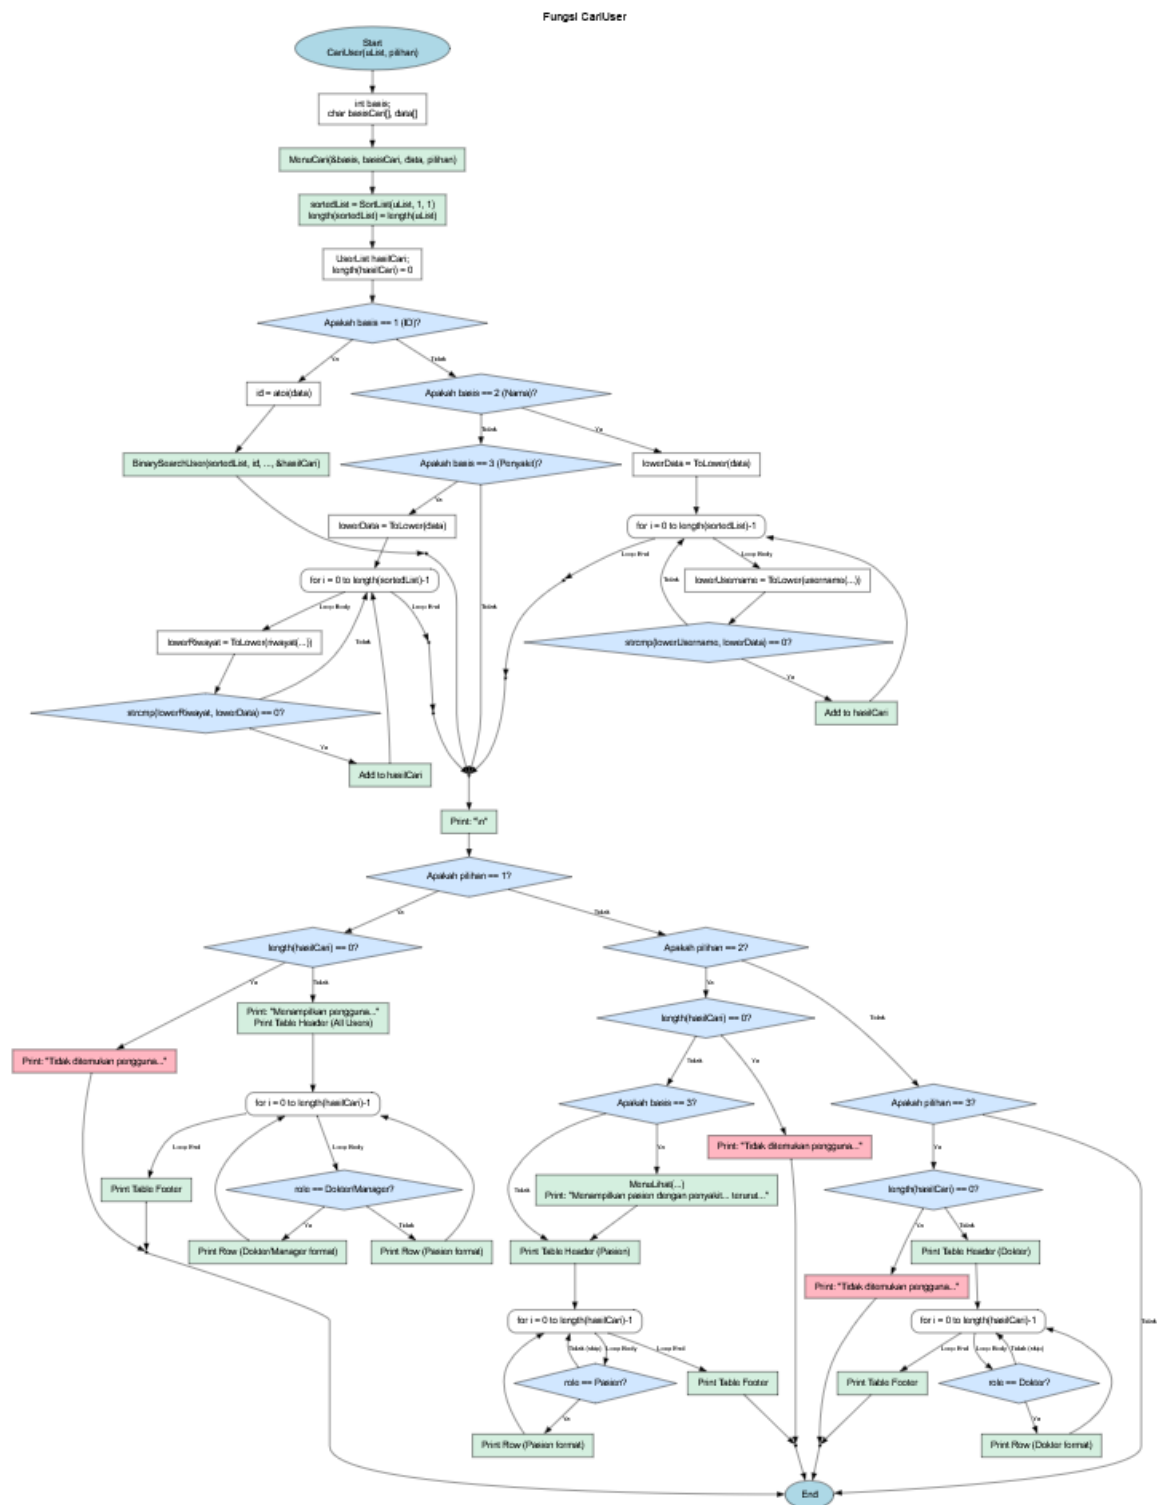 Fungsi CariUser
Start
CariUser(uList, pilihan)
int basis;
char basisCari[], data[]
MenuCari(&basis, basisCari, data, pilihan)
sortedList = SortList(uList, 1, 1)
length(sortedList) = length(uList)
UserList hasilCari;
length(hasilCari) = 0
Apakah basis == 1 (ID)?
Ya
Tidak
id = atoi(data)
Apakah basis == 2 (Nama)?
Tidak
Ya
BinarySearchUser(sortedList, id, ..., &hasilCari)
Apakah basis == 3 (Penyakit)?
lowerData = ToLower(data)
Ya
lowerData = ToLower(data)
for i = 0 to length(sortedList)-1
Loop End
Loop Body
for i = 0 to length(sortedList)-1
Tidak
lowerUsername = ToLower(username(...))
Loop Body
Loop End
Tidak
lowerRiwayat = ToLower(riwayat(...))
Tidak
strcmp(lowerUsername, lowerData) == 0?
Ya
strcmp(lowerRiwayat, lowerData) == 0?
Add to hasilCari
Ya
Add to hasilCari
Print: "\n"
Apakah pilihan == 1?
Ya
Tidak
length(hasilCari) == 0?
Apakah pilihan == 2?
Ya
Tidak
Ya
Tidak
Print: "Menampilkan pengguna..."
Print Table Header (All Users)
length(hasilCari) == 0?
Print: "Tidak ditemukan pengguna..."
Tidak
Ya
for i = 0 to length(hasilCari)-1
Apakah basis == 3?
Apakah pilihan == 3?
Loop End
Loop Body
Ya
Print: "Tidak ditemukan pengguna..."
Ya
Tidak
Print Table Footer
role == Dokter/Manager?
Tidak
MenuLihat(...)
Print: "Menampilkan pasien dengan penyakit... terurut..."
length(hasilCari) == 0?
Ya
Tidak
Ya
Tidak
Print Row (Dokter/Manager format)
Print Row (Pasien format)
Print Table Header (Pasien)
Print Table Header (Dokter)
Print: "Tidak ditemukan pengguna..."
for i = 0 to length(hasilCari)-1
for i = 0 to length(hasilCari)-1
Tidak
Tidak (skip)
Loop Body
Loop End
Loop End
Loop Body
Tidak (skip)
role == Pasien?
Print Table Footer
Print Table Footer
role == Dokter?
Ya
Ya
Print Row (Pasien format)
Print Row (Dokter format)
End